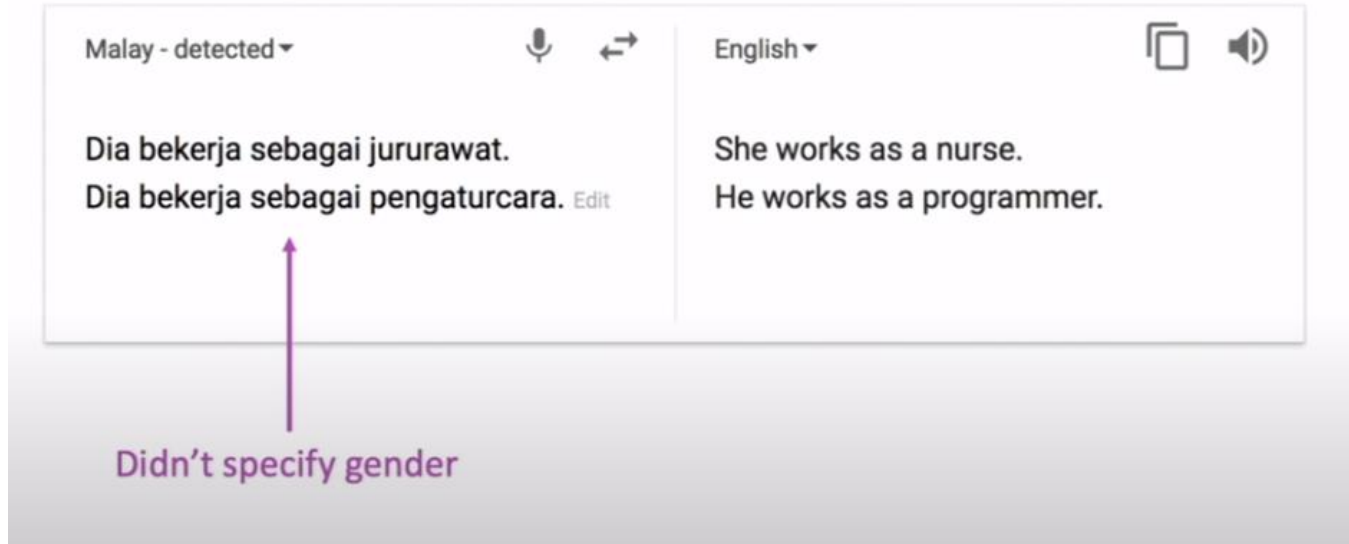 Malay - detected
English
Dia bekerja sebagai jururawat.
Dia bekerja sebagai pengaturcara. Edit
She works as a nurse.
He works as a programmer.
Didn't specify gender